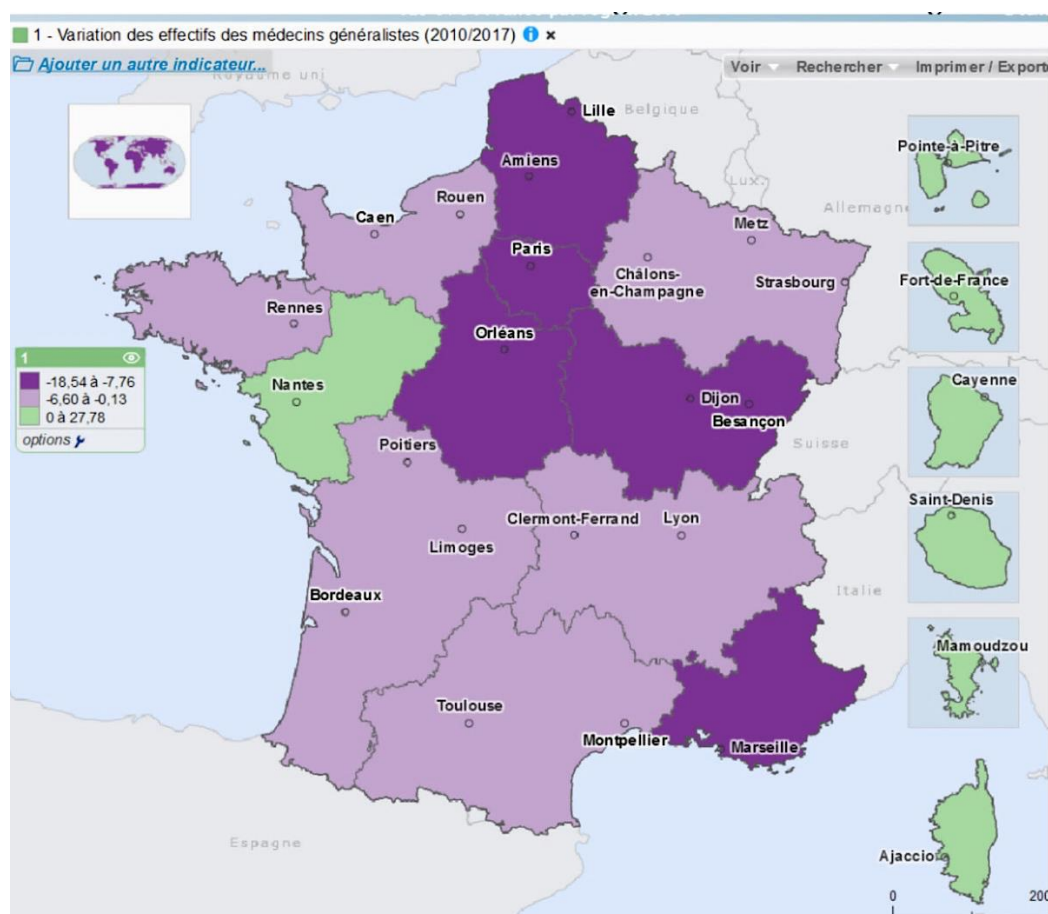 1 - Variation des effectifs des médecins généralistes (2010/2017)
Ajouter un autre indicateur...
Voir
Rechercher
Imprimer / Exporte
Royaume uni
Belgique
Lux.
Allemagne
Lille
Amiens
Rouen
Caen
Metz
Paris
Châlons-
en-Champagne
Strasbourg
Rennes
Orléans
Nantes
Dijon
Besançon
Poitiers
Suisse
Clermont-Ferrand
Lyon
Limoges
Italie
Bordeaux
Toulouse
Montpellier
Marseille
Espagne
1
-18,54 à -7,76
-6,60 à -0,13
0 à 27,78
options
Pointe-à-Pitre
Fort-de-France
Cayenne
Saint-Denis
Mamoudzou
Ajaccio
0
200